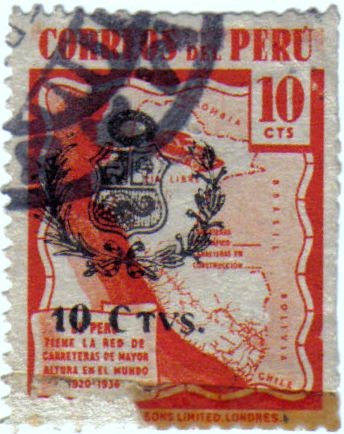 CORREOS DEL PERÚ
10
CTS
COLOMBIA
BRASIL
CARRETERAS EN
CONSTRUCCION
BOLIVIA
CHILE
10 CTVS.
PERU
TIENE LA RED DE
CARRETERAS DE MAYOR
ALTURA EN EL MUNDO
1920-1936
SONS LIMITED, LONDRES.